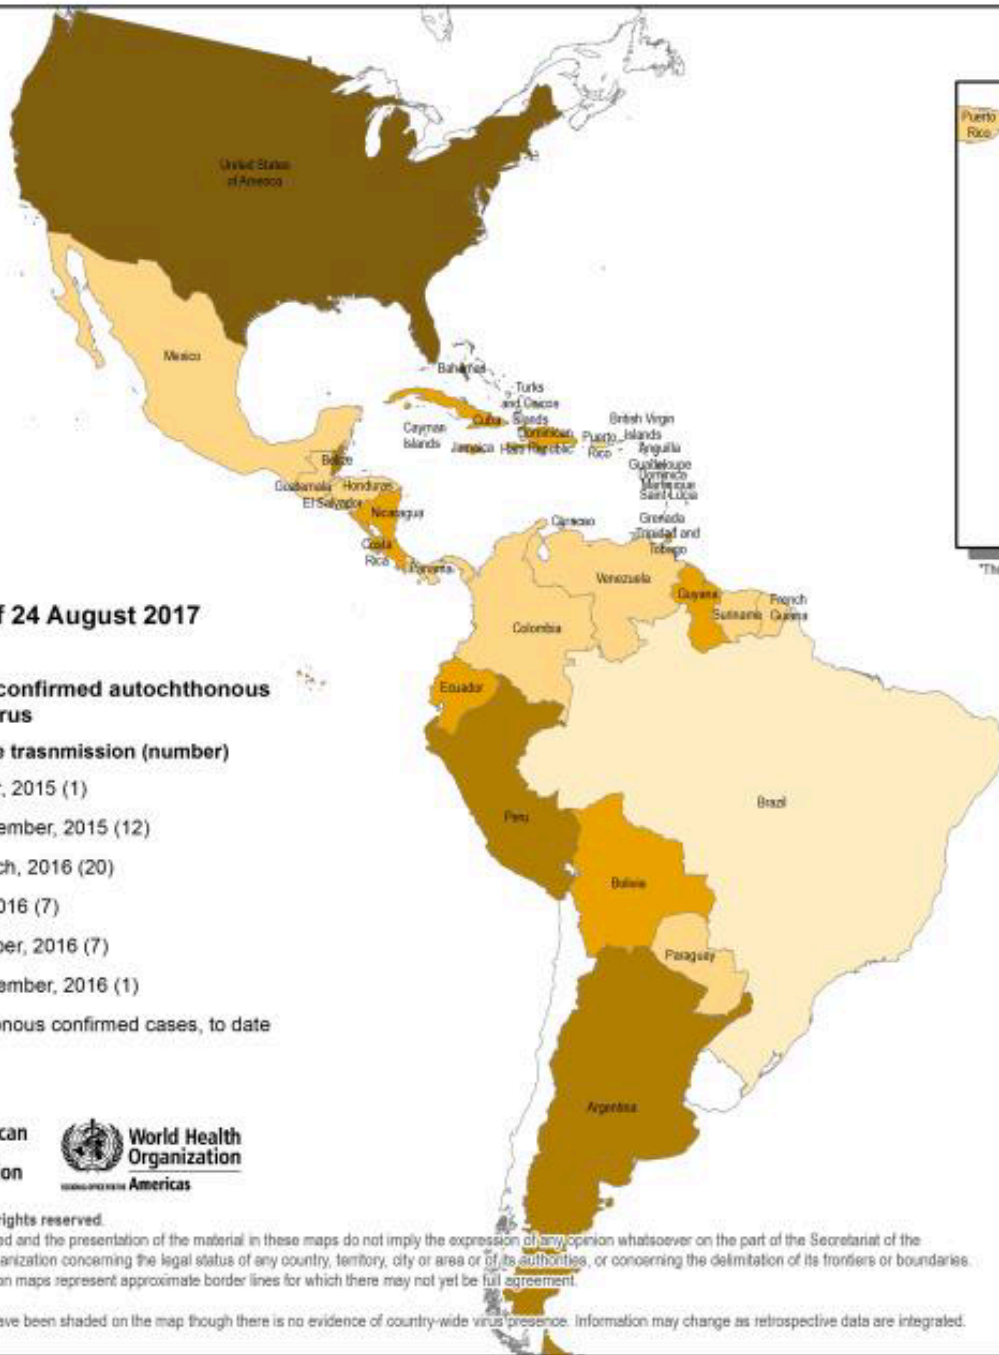 Puerto
Rico
United States
of America
Mexico
Bahamas
Turks
and Caicos
Islands
Cuba
Cayman
Islands
Jamaica
Haiti
Dominican
Republic
Puerto
Rico
British Virgin
Islands
Anguilla
Guadeloupe
Dominica
Martinique
Saint Lucia
Grenada
Trinidad and
Tobago
Curacao
Belize
Guatemala
Honduras
El Salvador
Nicaragua
Costa
Rica
Panama
Venezuela
Guyana
Suriname
French
Guiana
Colombia
Ecuador
Peru
Brazil
Bolivia
Paraguay
Argentina
*The
f 24 August 2017
confirmed autochthonous
rus
e trasnmission (number)
r, 2015 (1)
ember, 2015 (12)
ch, 2016 (20)
016 (7)
ber, 2016 (7)
ember, 2016 (1)
onous confirmed cases, to date
can
on
World Health
Organization
REGIONAL OFFICE FOR THE Americas
rights reserved.
ed and the presentation of the material in these maps do not imply the expression of any opinion whatsoever on the part of the Secretariat of the
anization concerning the legal status of any country, territory, city or area or of its authorities, or concerning the delimitation of its frontiers or boundaries.
on maps represent approximate border lines for which there may not yet be full agreement.
ave been shaded on the map though there is no evidence of country-wide virus presence. Information may change as retrospective data are integrated.